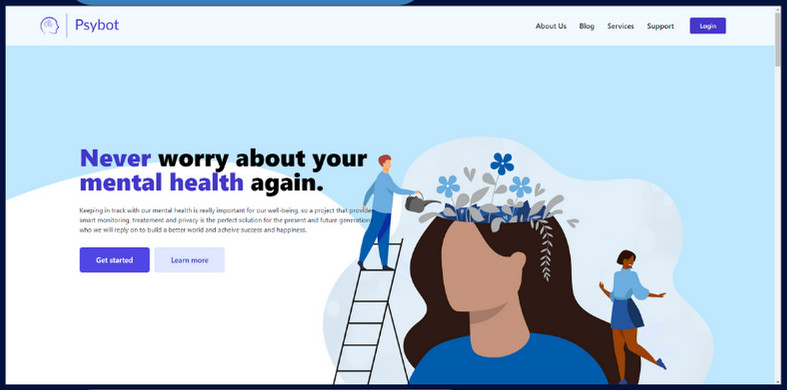 Psybot
About Us Blog Services Support Login
Never worry about your
mental health again.
Keeping in track with our mental health is really important for our well-being, so a project that provides
smart monitoring, treatement and privacy is the perfect solution for the present and future generation
who we will reply on to build a better world and acheive success and happiness.
Get started Learn more